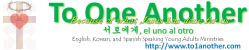 To One Another
서로에게, el uno al otro
English, Korean, and Spanish Speaking Young Adults Ministries
http://www.to1another.com